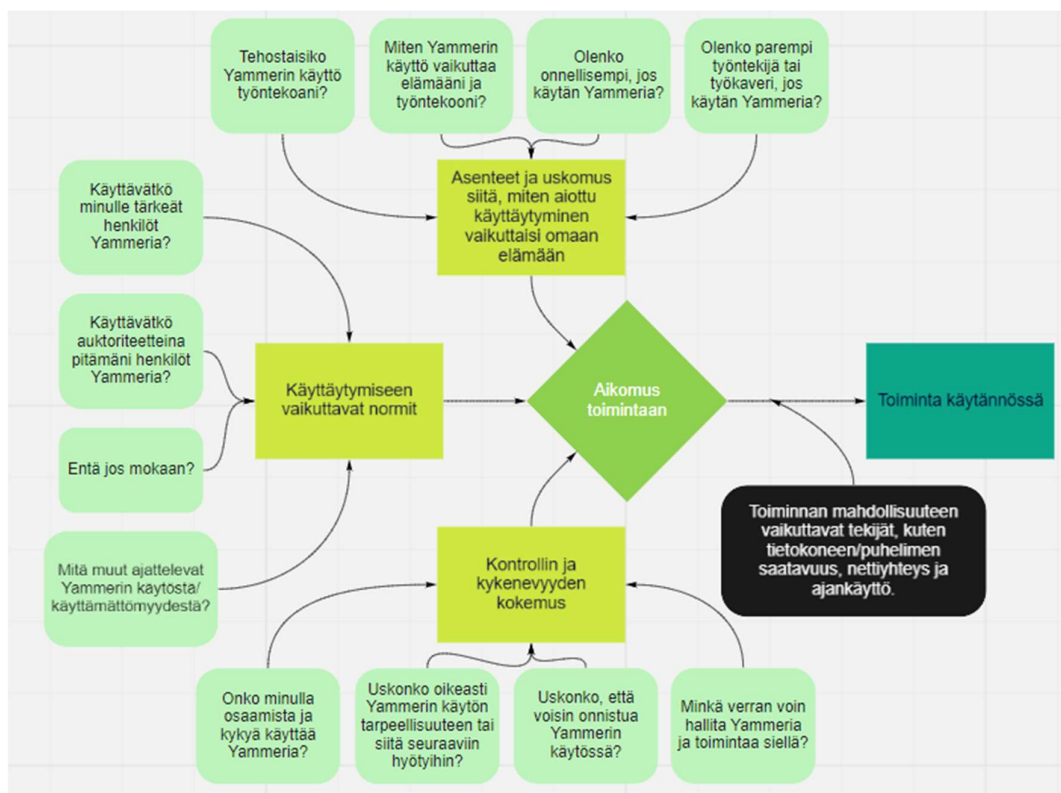 Tehostaisiko
Yammerin käyttö
työntekoani?
Miten Yammerin
käyttö vaikuttaa
elämääni ja
työntekooni?
Olenko
onnellisempi, jos
käytän Yammeria?
Olenko parempi
työntekijä tai
työkaveri, jos
käytän Yammeria?
Asenteet ja uskomus
siitä, miten aiottu
käyttäytyminen
vaikuttaisi omaan
elämään
Käyttävätkö
minulle tärkeät
henkilöt
Yammeria?
Käyttävätkö
auktoriteetteina
pitämäni henkilöt
Yammeria?
Entä jos mokaan?
Mitä muut ajattelevat
Yammerin käytöstä/
käyttämättömyydestä?
Käyttäytymiseen
vaikuttavat normit
Aikomus
toimintaan
Toiminta käytännössä
Toiminnan mahdollisuuteen
vaikuttavat tekijät, kuten
tietokoneen/puhelimen
saatavuus, nettiyhteys ja
ajankäyttö.
Kontrollin ja
kykenevyyden
kokemus
Onko minulla
osaamista ja
kykyä käyttää
Yammeria?
Uskonko oikeasti
Yammerin käytön
tarpeellisuuteen tai
siitä seuraaviin
hyötyihin?
Uskonko, että
voisin onnistua
Yammerin
käytössä?
Minkä verran voin
hallita Yammeria
ja toimintaa siellä?